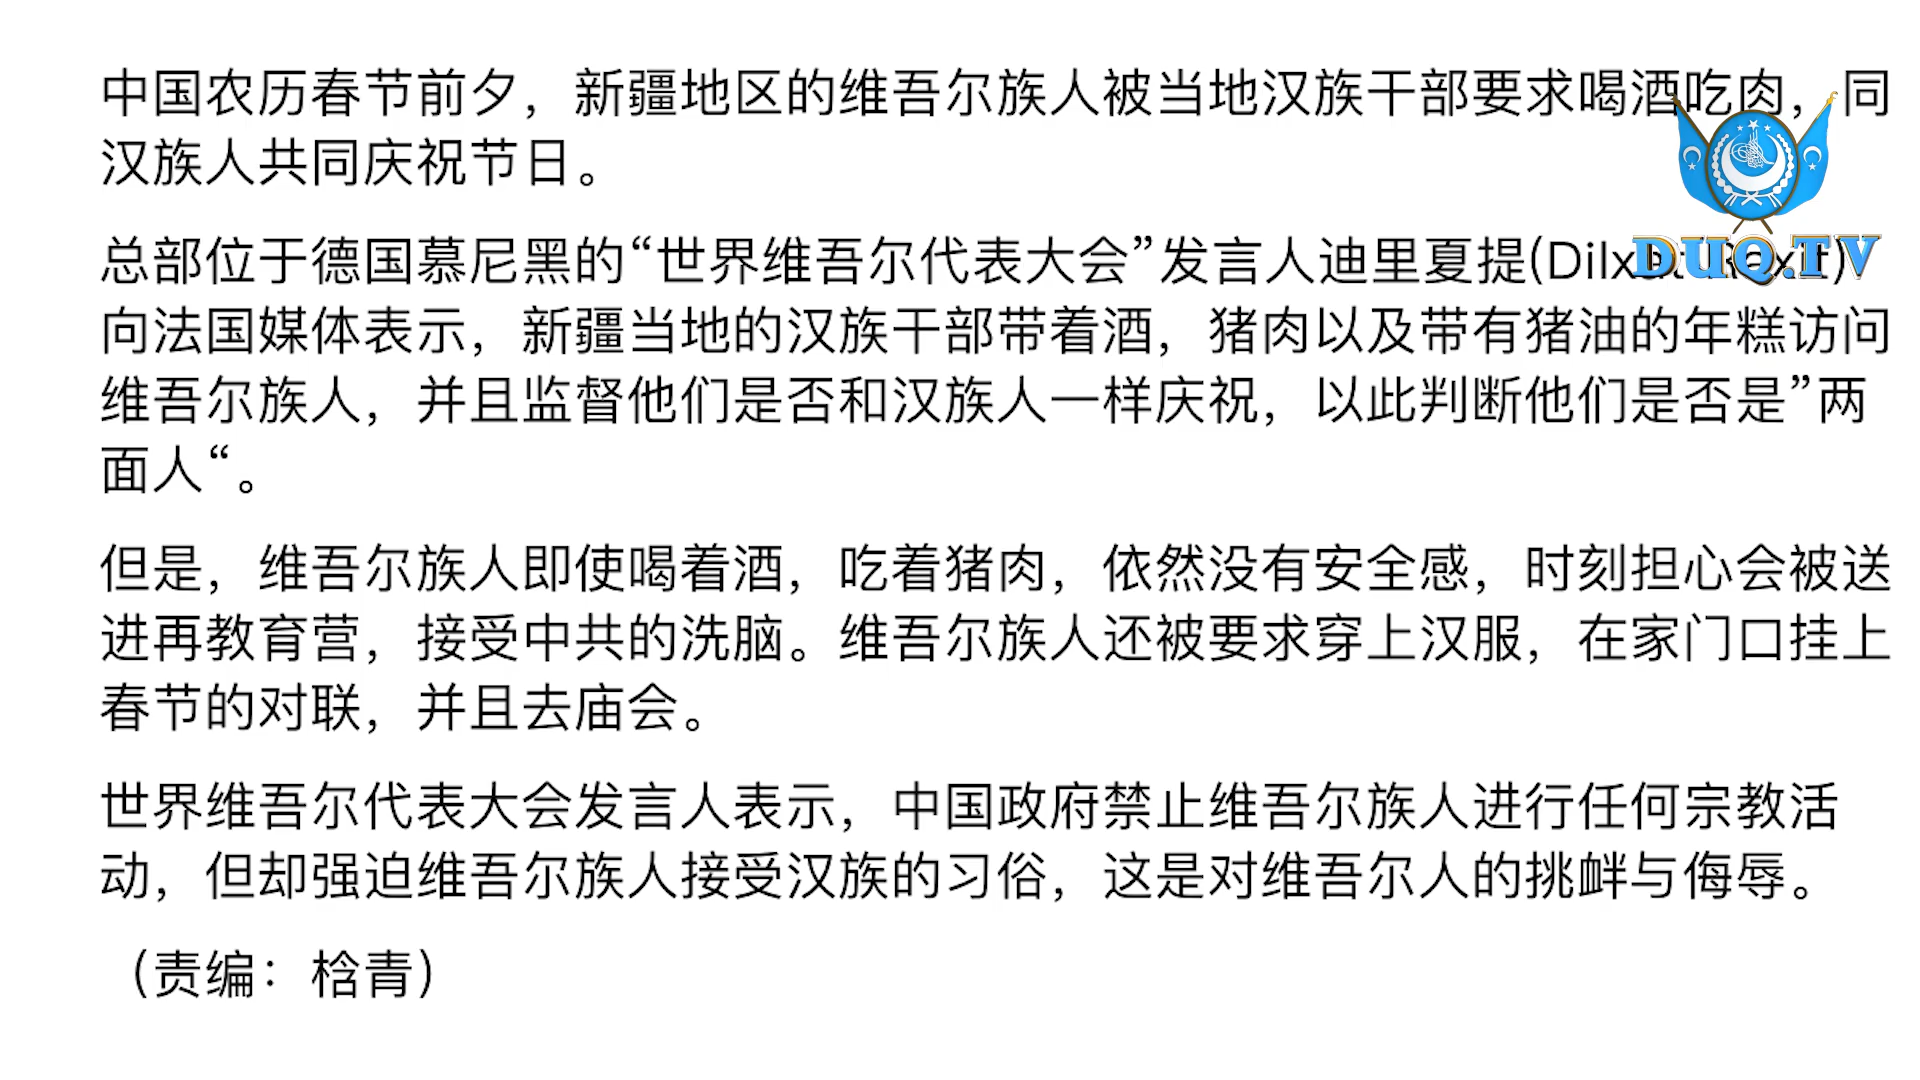 中国农历春节前夕，新疆地区的维吾尔族人被当地汉族干部要求喝酒吃肉，同
汉族人共同庆祝节日。
总部位于德国慕尼黑的“世界维吾尔代表大会”发言人迪里夏提(Dilxat Raxit)
向法国媒体表示，新疆当地的汉族干部带着酒，猪肉以及带有猪油的年糕访问
维吾尔族人，并且监督他们是否和汉族人一样庆祝，以此判断他们是否是”两
面人“。
但是，维吾尔族人即使喝着酒，吃着猪肉，依然没有安全感，时刻担心会被送
进再教育营，接受中共的洗脑。维吾尔族人还被要求穿上汉服，在家门口挂上
春节的对联，并且去庙会。
世界维吾尔代表大会发言人表示，中国政府禁止维吾尔族人进行任何宗教活
动，但却强迫维吾尔族人接受汉族的习俗，这是对维吾尔人的挑衅与侮辱。
（责编：梒青）
DUQ.TV